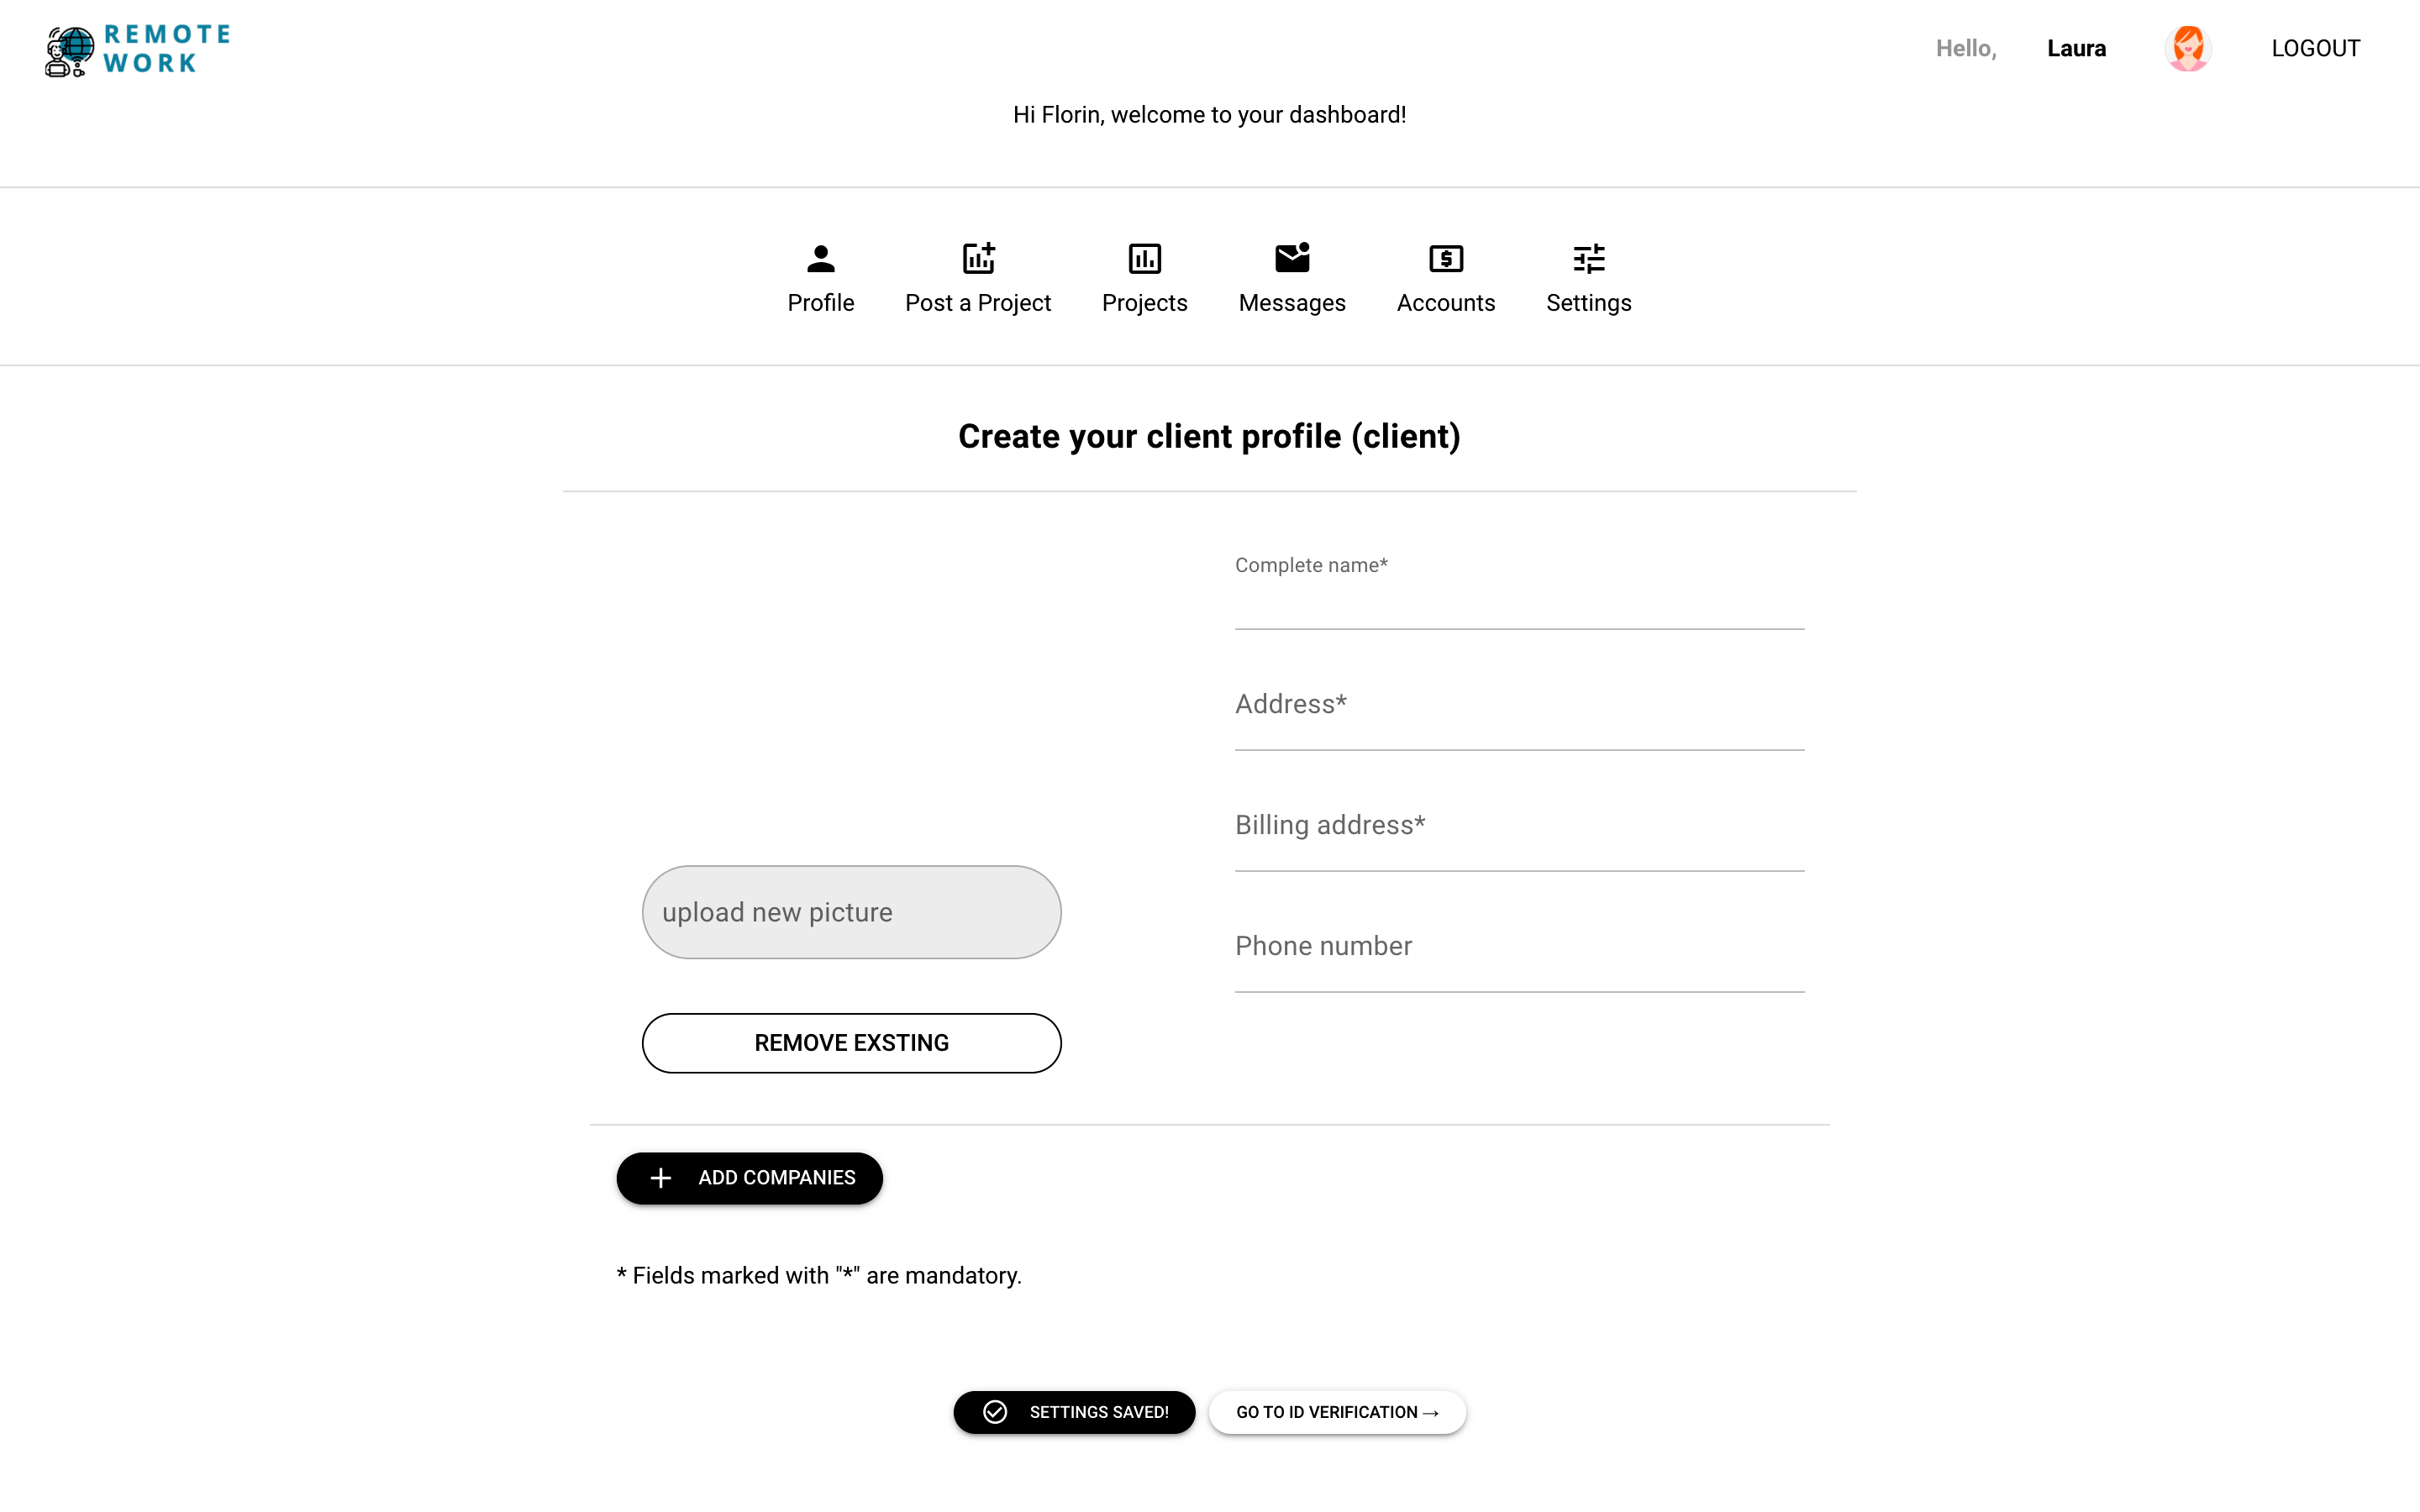 REMOTE
WORK
Hello, Laura LOGOUT
Hi Florin, welcome to your dashboard!
Profile Post a Project Projects Messages Accounts Settings
Create your client profile (client)
Complete name*
Address*
Billing address*
upload new picture
Phone number
REMOVE EXSTING
ADD COMPANIES
* Fields marked with "*" are mandatory.
SETTINGS SAVED! GO TO ID VERIFICATION →